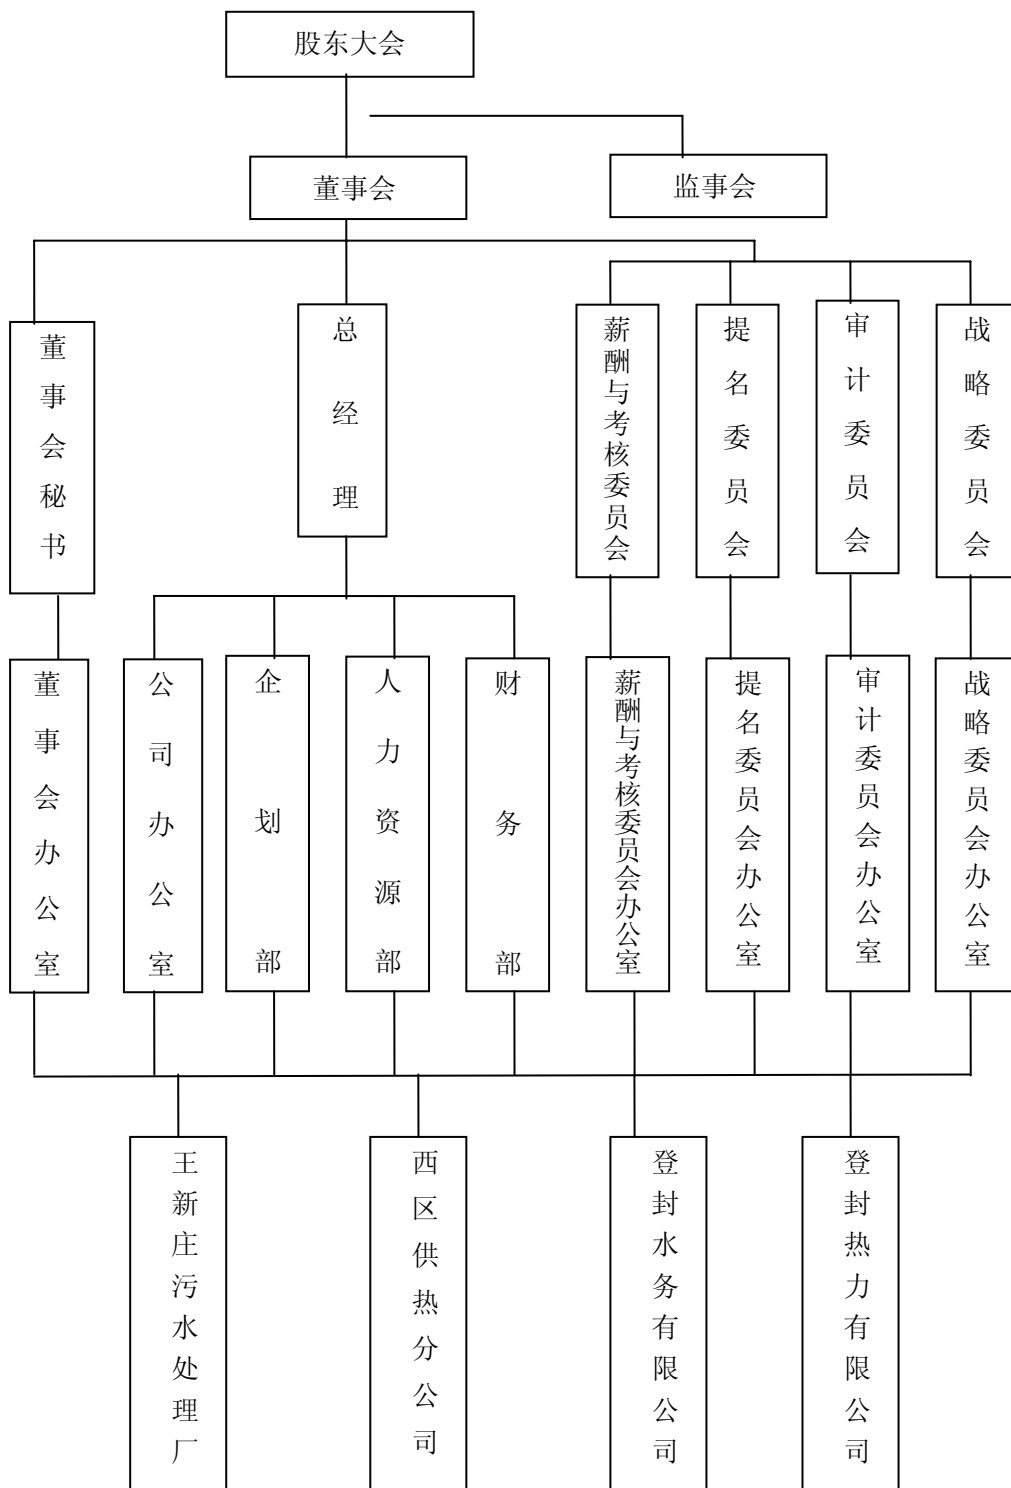 股东大会
董事会
监事会
董事会秘书
总经理
薪酬与考核委员会
提名委员会
审计委员会
战略委员会
董事会办公室
公司办公室
企划部
人力资源部
财务部
薪酬与考核委员会办公室
提名委员会办公室
审计委员会办公室
战略委员会办公室
王新庄污水处理厂
西区供热分公司
登封水务有限公司
登封热力有限公司